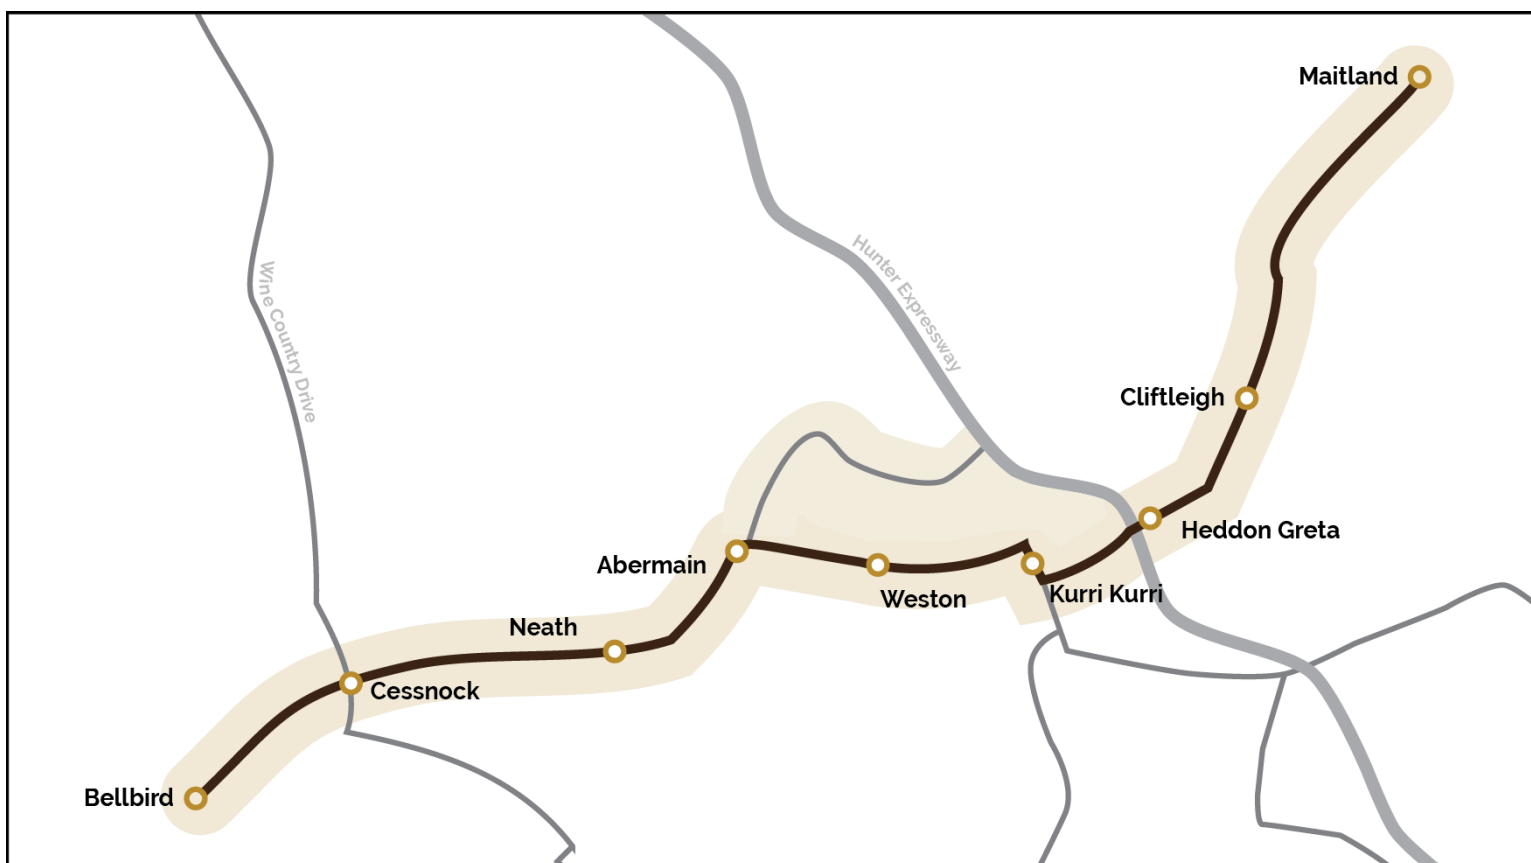 Maitland
Hunter Expressway
Wine Country Drive
Cliftleigh
Heddon Greta
Abermain
Weston
Kurri Kurri
Neath
Cessnock
Bellbird